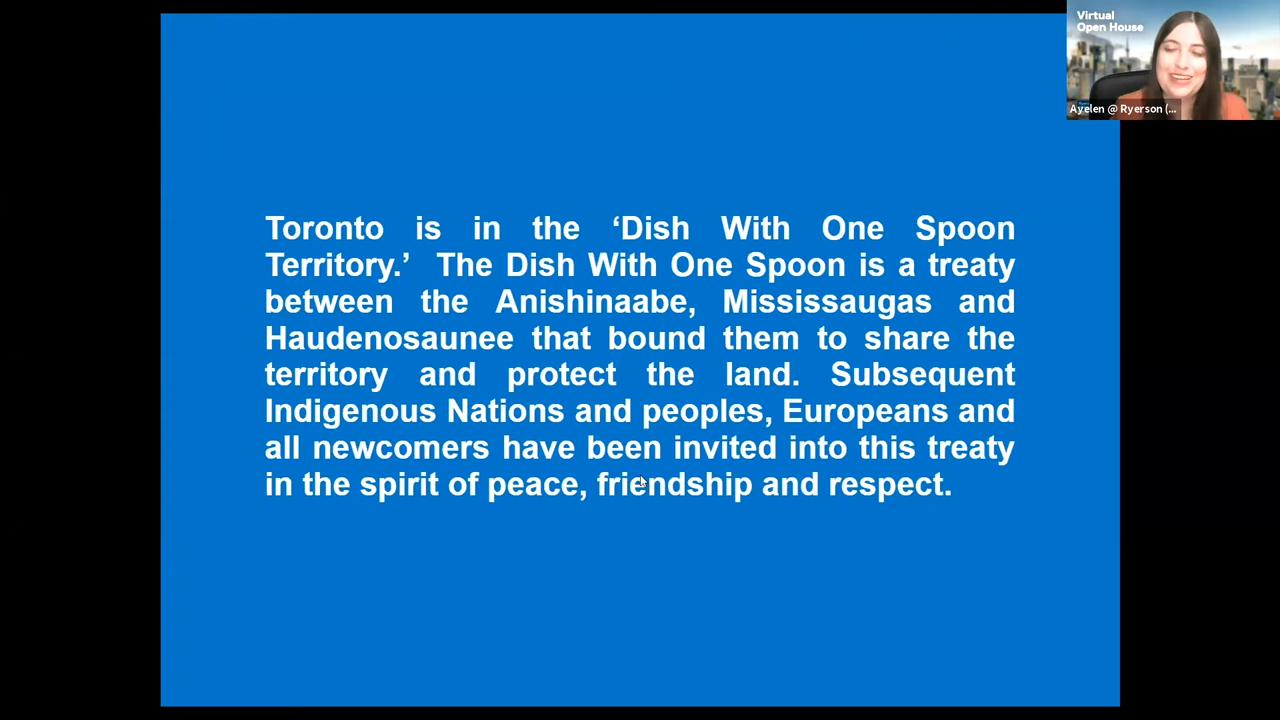 Virtual
Open House
Ayelen @ Ryerson (...
Toronto is in the ‘Dish With One Spoon
Territory.’ The Dish With One Spoon is a treaty
between the Anishinaabe, Mississaugas and
Haudenosaunee that bound them to share the
territory and protect the land. Subsequent
Indigenous Nations and peoples, Europeans and
all newcomers have been invited into this treaty
in the spirit of peace, friendship and respect.